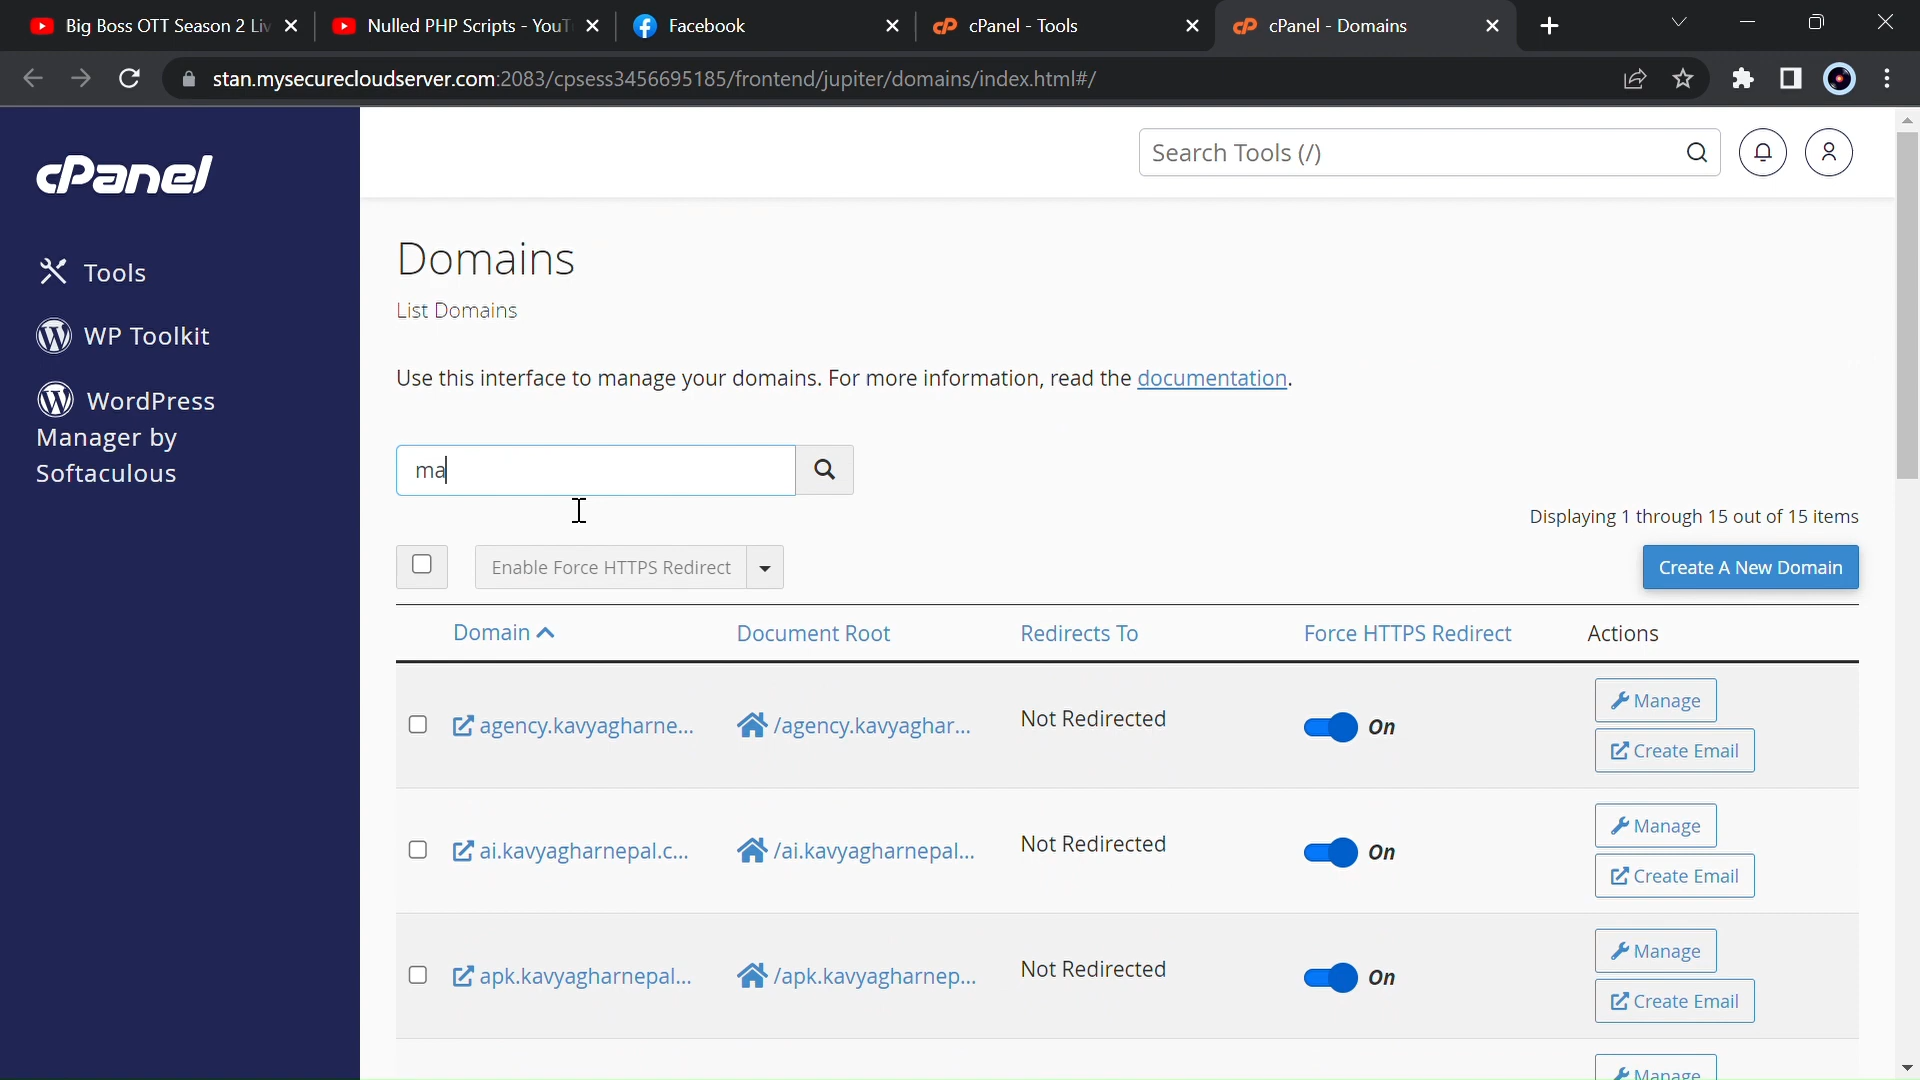 Big Boss OTT Season 2 Liv
Nulled PHP Scripts - YouT
Facebook
cPanel - Tools
cPanel - Domains
stan.mysecurecloudserver.com:2083/cpsess3456695185/frontend/jupiter/domains/index.html#/
cPanel
Search Tools (/)
Tools
WP Toolkit
WordPress
Manager by
Softaculous
Domains
List Domains
Use this interface to manage your domains. For more information, read the documentation.
ma
Displaying 1 through 15 out of 15 items
Enable Force HTTPS Redirect
Create A New Domain
Domain Document Root Redirects To Force HTTPS Redirect Actions
agency.kavyagharne... /agency.kavyaghar... Not Redirected On Manage
Create Email
ai.kavyagharnepal.c... /ai.kavyagharnepal... Not Redirected On Manage
Create Email
apk.kavyagharnepal... /apk.kavyagharnep... Not Redirected On Manage
Create Email
Manage